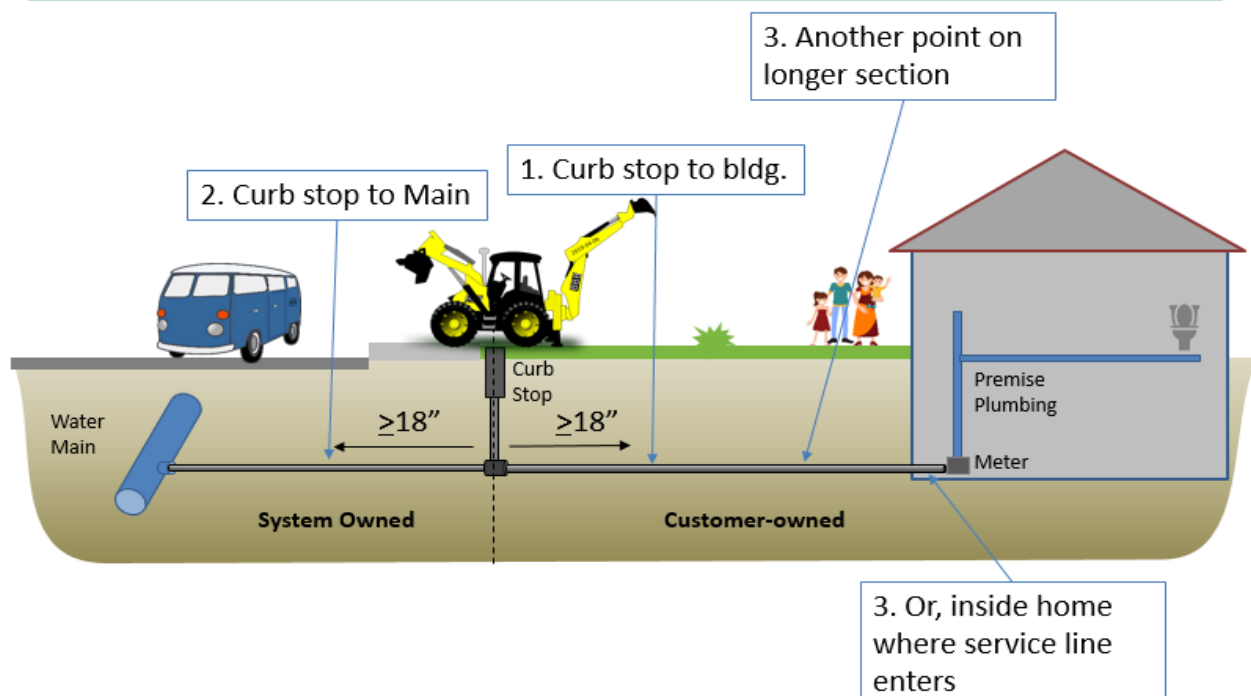 3. Another point on
longer section
1. Curb stop to bldg.
2. Curb stop to Main
Curb
Stop
Water
Main
≥18”
≥18”
Premise
Plumbing
Meter
System Owned
Customer-owned
3. Or, inside home
where service line
enters